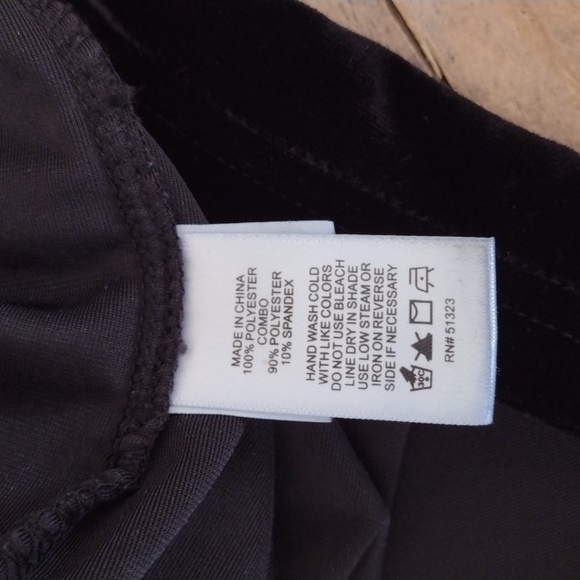 MADE IN CHINA
100% POLYESTER
COMBO
90% POLYESTER
10% SPANDEX
HAND WASH COLD
WITH LIKE COLORS
DO NOT USE BLEACH
LINE DRY IN SHADE
USE LOW STEAM OR
IRON ON REVERSE
SIDE IF NECESSARY
RN# 51323